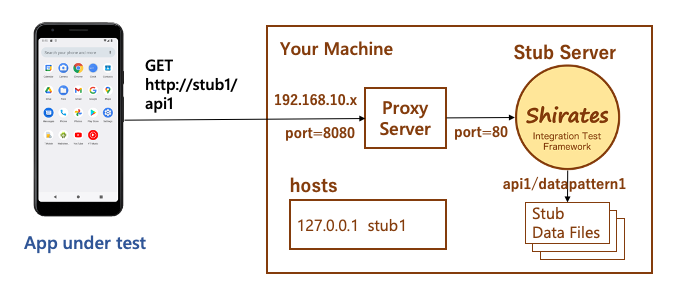 Your Machine
Stub Server
GET
http://stub1/
api1
192.168.10.x
port=8080
Proxy
Server
port=80
Shirates
Integration Test
Framework
api1/datapattern1
hosts
127.0.0.1 stub1
Stub
Data Files
App under test